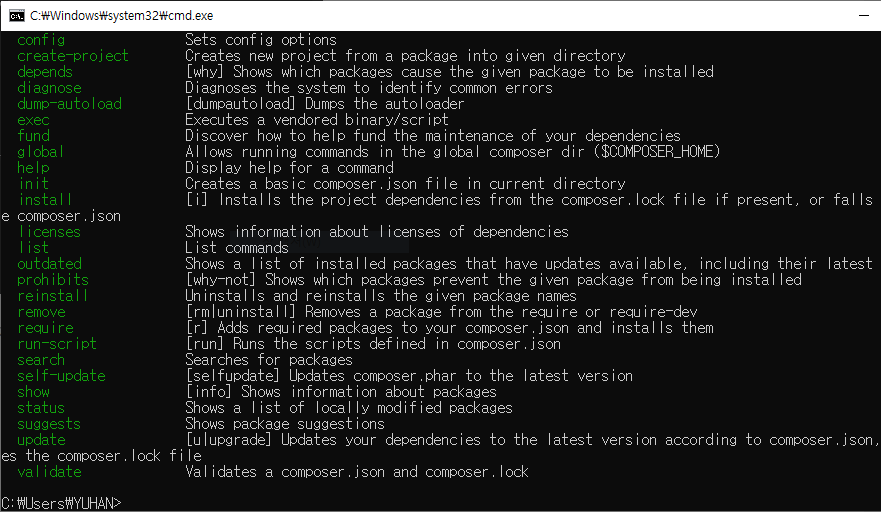 C:₩Windows₩system32₩cmd.exe
config Sets config options
create-project Creates new project from a package into given directory
depends [why] Shows which packages cause the given package to be installed
diagnose Diagnoses the system to identify common errors
dump-autoload [dumpautoload] Dumps the autoloader
exec Executes a vendored binary/script
fund Discover how to help fund the maintenance of your dependencies
global Allows running commands in the global composer dir ($COMPOSER_HOME)
help Display help for a command
init Creates a basic composer.json file in current directory
install [i] Installs the project dependencies from the composer.lock file if present, or falls
e composer.json
licenses Shows information about licenses of dependencies
list List commands
outdated Shows a list of installed packages that have updates available, including their latest
prohibits [why-not] Shows which packages prevent the given package from being installed
reinstall Uninstalls and reinstalls the given package names
remove [rm|uninstall] Removes a package from the require or require-dev
require [r] Adds required packages to your composer.json and installs them
run-script [run] Runs the scripts defined in composer.json
search Searches for packages
self-update [selfupdate] Updates composer.phar to the latest version
show [info] Shows information about packages
status Shows a list of locally modified packages
suggests Shows package suggestions
update [u|upgrade] Updates your dependencies to the latest version according to composer.json,
es the composer.lock file
validate Validates a composer.json and composer.lock
C:₩Users₩YUHAN>